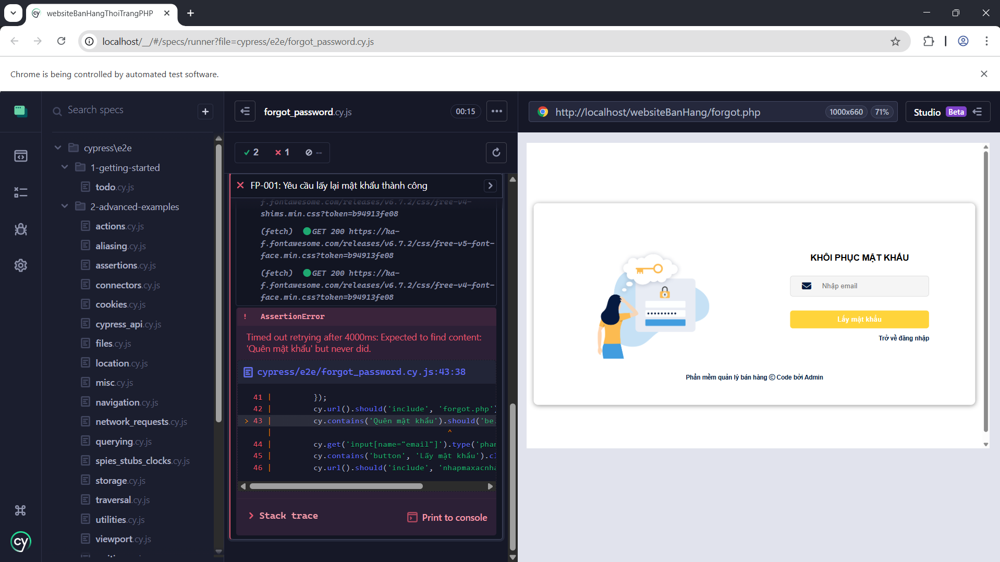 websiteBanHangThoiTrangPHP
localhost/__/#/specs/runner?file=cypress/e2e/forgot_password.cy.js
Chrome is being controlled by automated test software.
Search specs
cypress\e2e
1-getting-started
todo.cy.js
2-advanced-examples
actions.cy.js
aliasing.cy.js
assertions.cy.js
connectors.cy.js
cookies.cy.js
cypress_api.cy.js
files.cy.js
location.cy.js
misc.cy.js
navigation.cy.js
network_requests.cy.js
querying.cy.js
spies_stubs_clocks.cy.js
storage.cy.js
traversal.cy.js
utilities.cy.js
viewport.cy.js
cy
forgot_password.cy.js
00:15
2
1
--
FP-001: Yêu cầu lấy lại mật khẩu thành công
f.fontawesome.com/releases/v6.7.2/css/free-v4-
shims.min.css?token=b94913fe08
(fetch) GET 200 https://ka-
f.fontawesome.com/releases/v6.7.2/css/free-v5-font-
face.min.css?token=b94913fe08
(fetch) GET 200 https://ka-
f.fontawesome.com/releases/v6.7.2/css/free-v4-font-
face.min.css?token=b94913fe08
! AssertionError
Timed out retrying after 4000ms: Expected to find content:
'Quên mật khẩu' but never did.
cypress/e2e/forgot_password.cy.js:43:38
41 | });
42 | cy.url().should('include', 'forgot.php')
> 43 | cy.contains('Quên mật khẩu').should('be.
| ^
44 | cy.get('input[name="email"]').type('phan
45 | cy.contains('button', 'Lấy mật khẩu').cl
46 | cy.url().should('include', 'nhapmaxacnha
Stack trace
Print to console
http://localhost/websiteBanHang/forgot.php
1000x660
71%
Studio Beta
KHÔI PHỤC MẬT KHẨU
Nhập email
Lấy mật khẩu
Trở về đăng nhập
Phần mềm quản lý bán hàng © Code bởi Admin